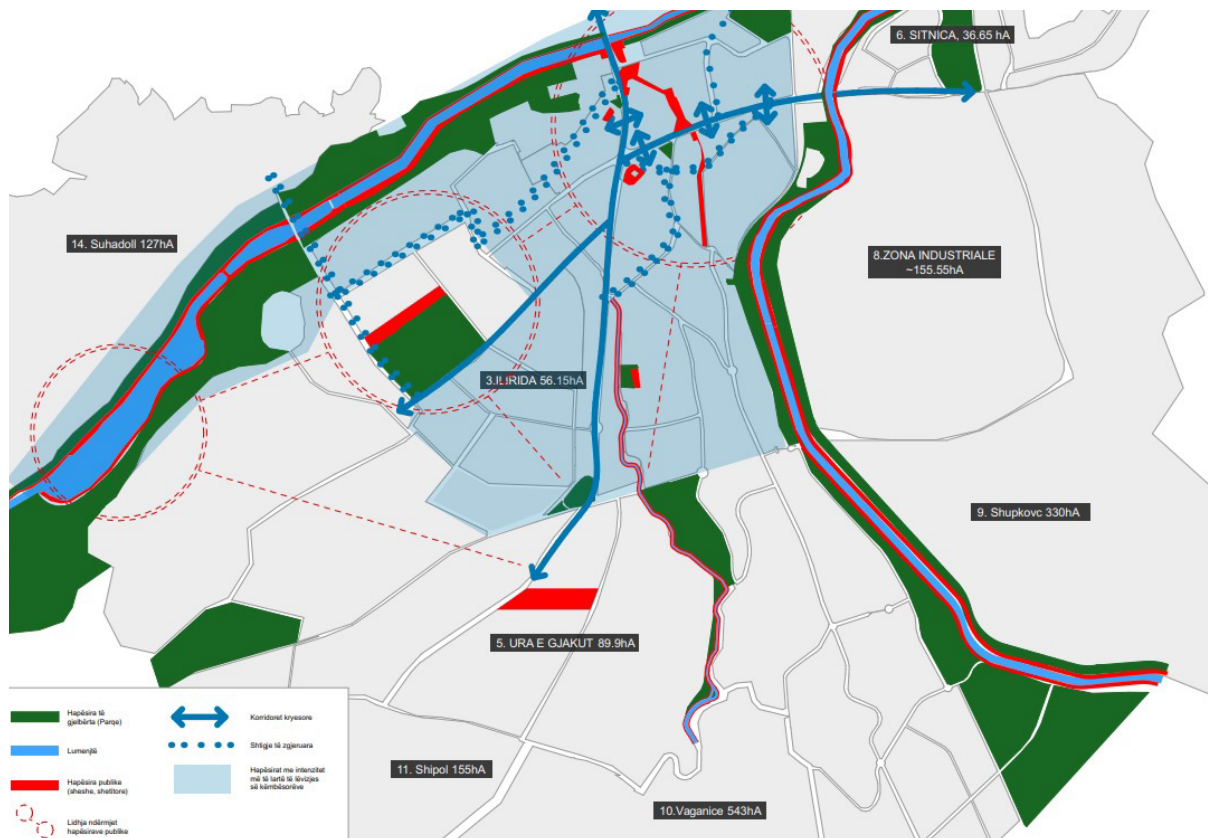 6. SITNICA, 36.65 hA
14. Suhadoll 127hA
8.ZONA INDUSTRIALE
~155.55hA
3.ILIRIDA 56.15hA
9. Shupkovc 330hA
5. URA E GJAKUT 89.9hA
11. Shipol 155hA
10.Vaganice 543hA
Hapësira të
gjelbërta (Parqe)
Lumenjtë
Hapësira publike
(sheshe, shetitore)
Lidhja ndërmjet
hapësirave publike
Korridoret kryesore
Shtigje të zgjeruara
Hapësirat me intenzitet
më të lartë të lëvizjes
së këmbësorëve